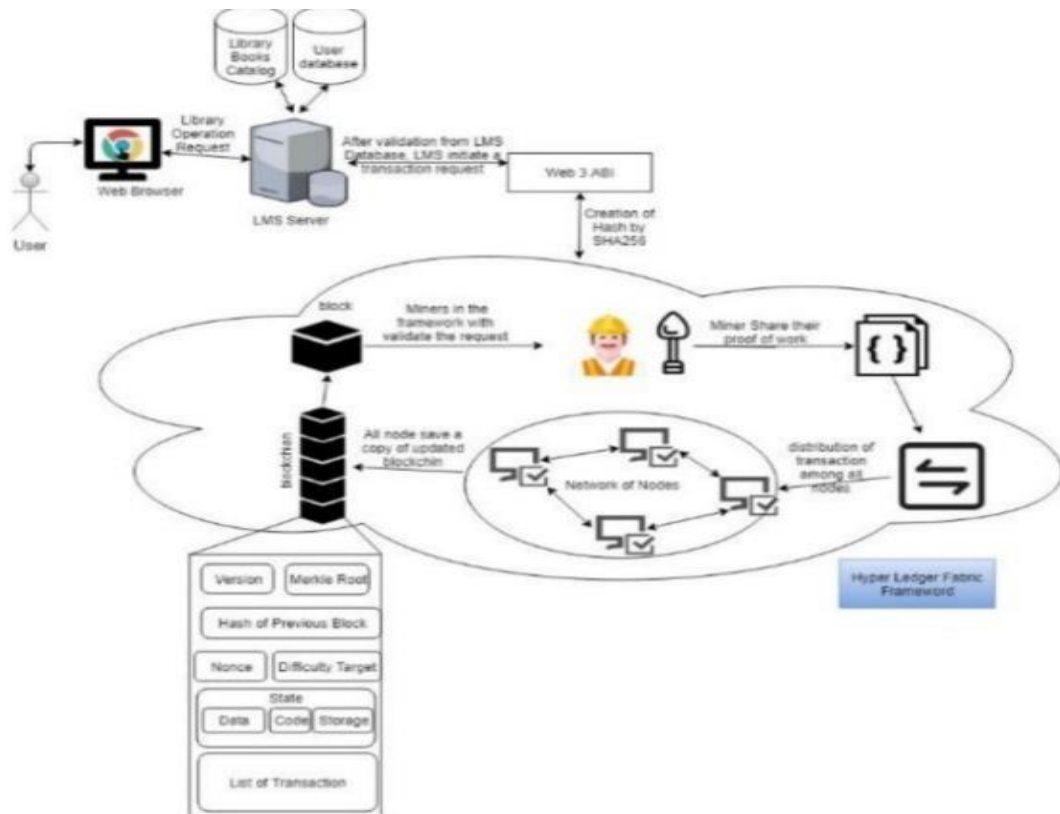 Library
Books
Catalog
User
database
Library
Operation
Request
After validation from LMS
Database, LMS initiate a
transaction request
Web 3 ABI
Web Browser
LMS Server
User
Creation of
Hash by
SHA256
block
Miners in the
framework with
validate the request
Miner Share their
proof of work
{ }
blockchian
All node save a
copy of updated
blockchin
Network of Nodes
distribution of
transaction
among all
nodes
Hyper Ledger Fabric
Frameword
Version
Merkle Root
Hash of Previous Block
Nonce
Difficulty Target
State
Data
Code
Storage
List of Transaction